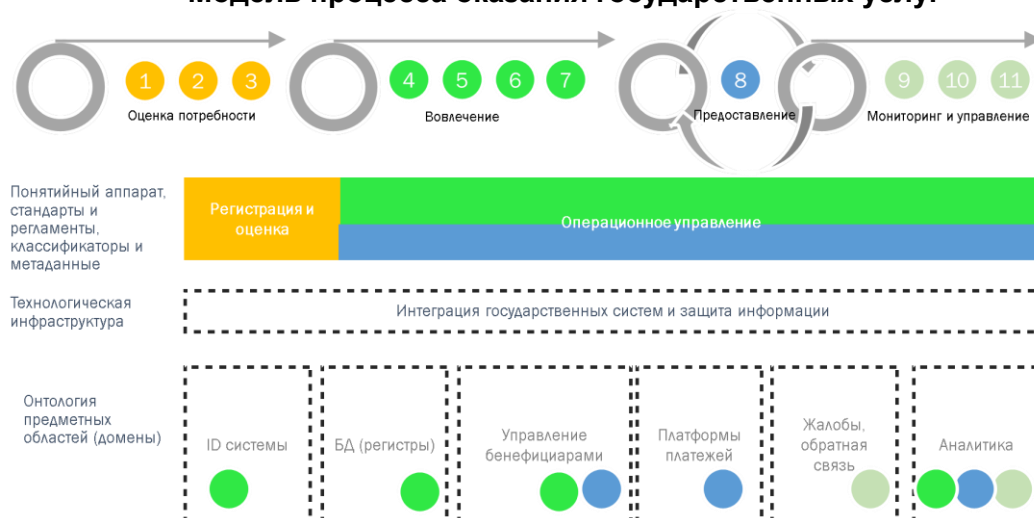 Модель процесса оказания государственных услуг
1 2 3 4 5 6 7 8 9 10 11
Оценка потребности
Вовлечение
Предоставление
Мониторинг и управление
Понятийный аппарат,
стандарты и
регламенты,
классификаторы и
метаданные
Регистрация и
оценка
Операционное управление
Технологическая
инфраструктура
Интеграция государственных систем и защита информации
Онтология
предметных
областей (домены)
ID системы
БД (регистры)
Управление
бенефициарами
Платформы
платежей
Жалобы,
обратная
связь
Аналитика